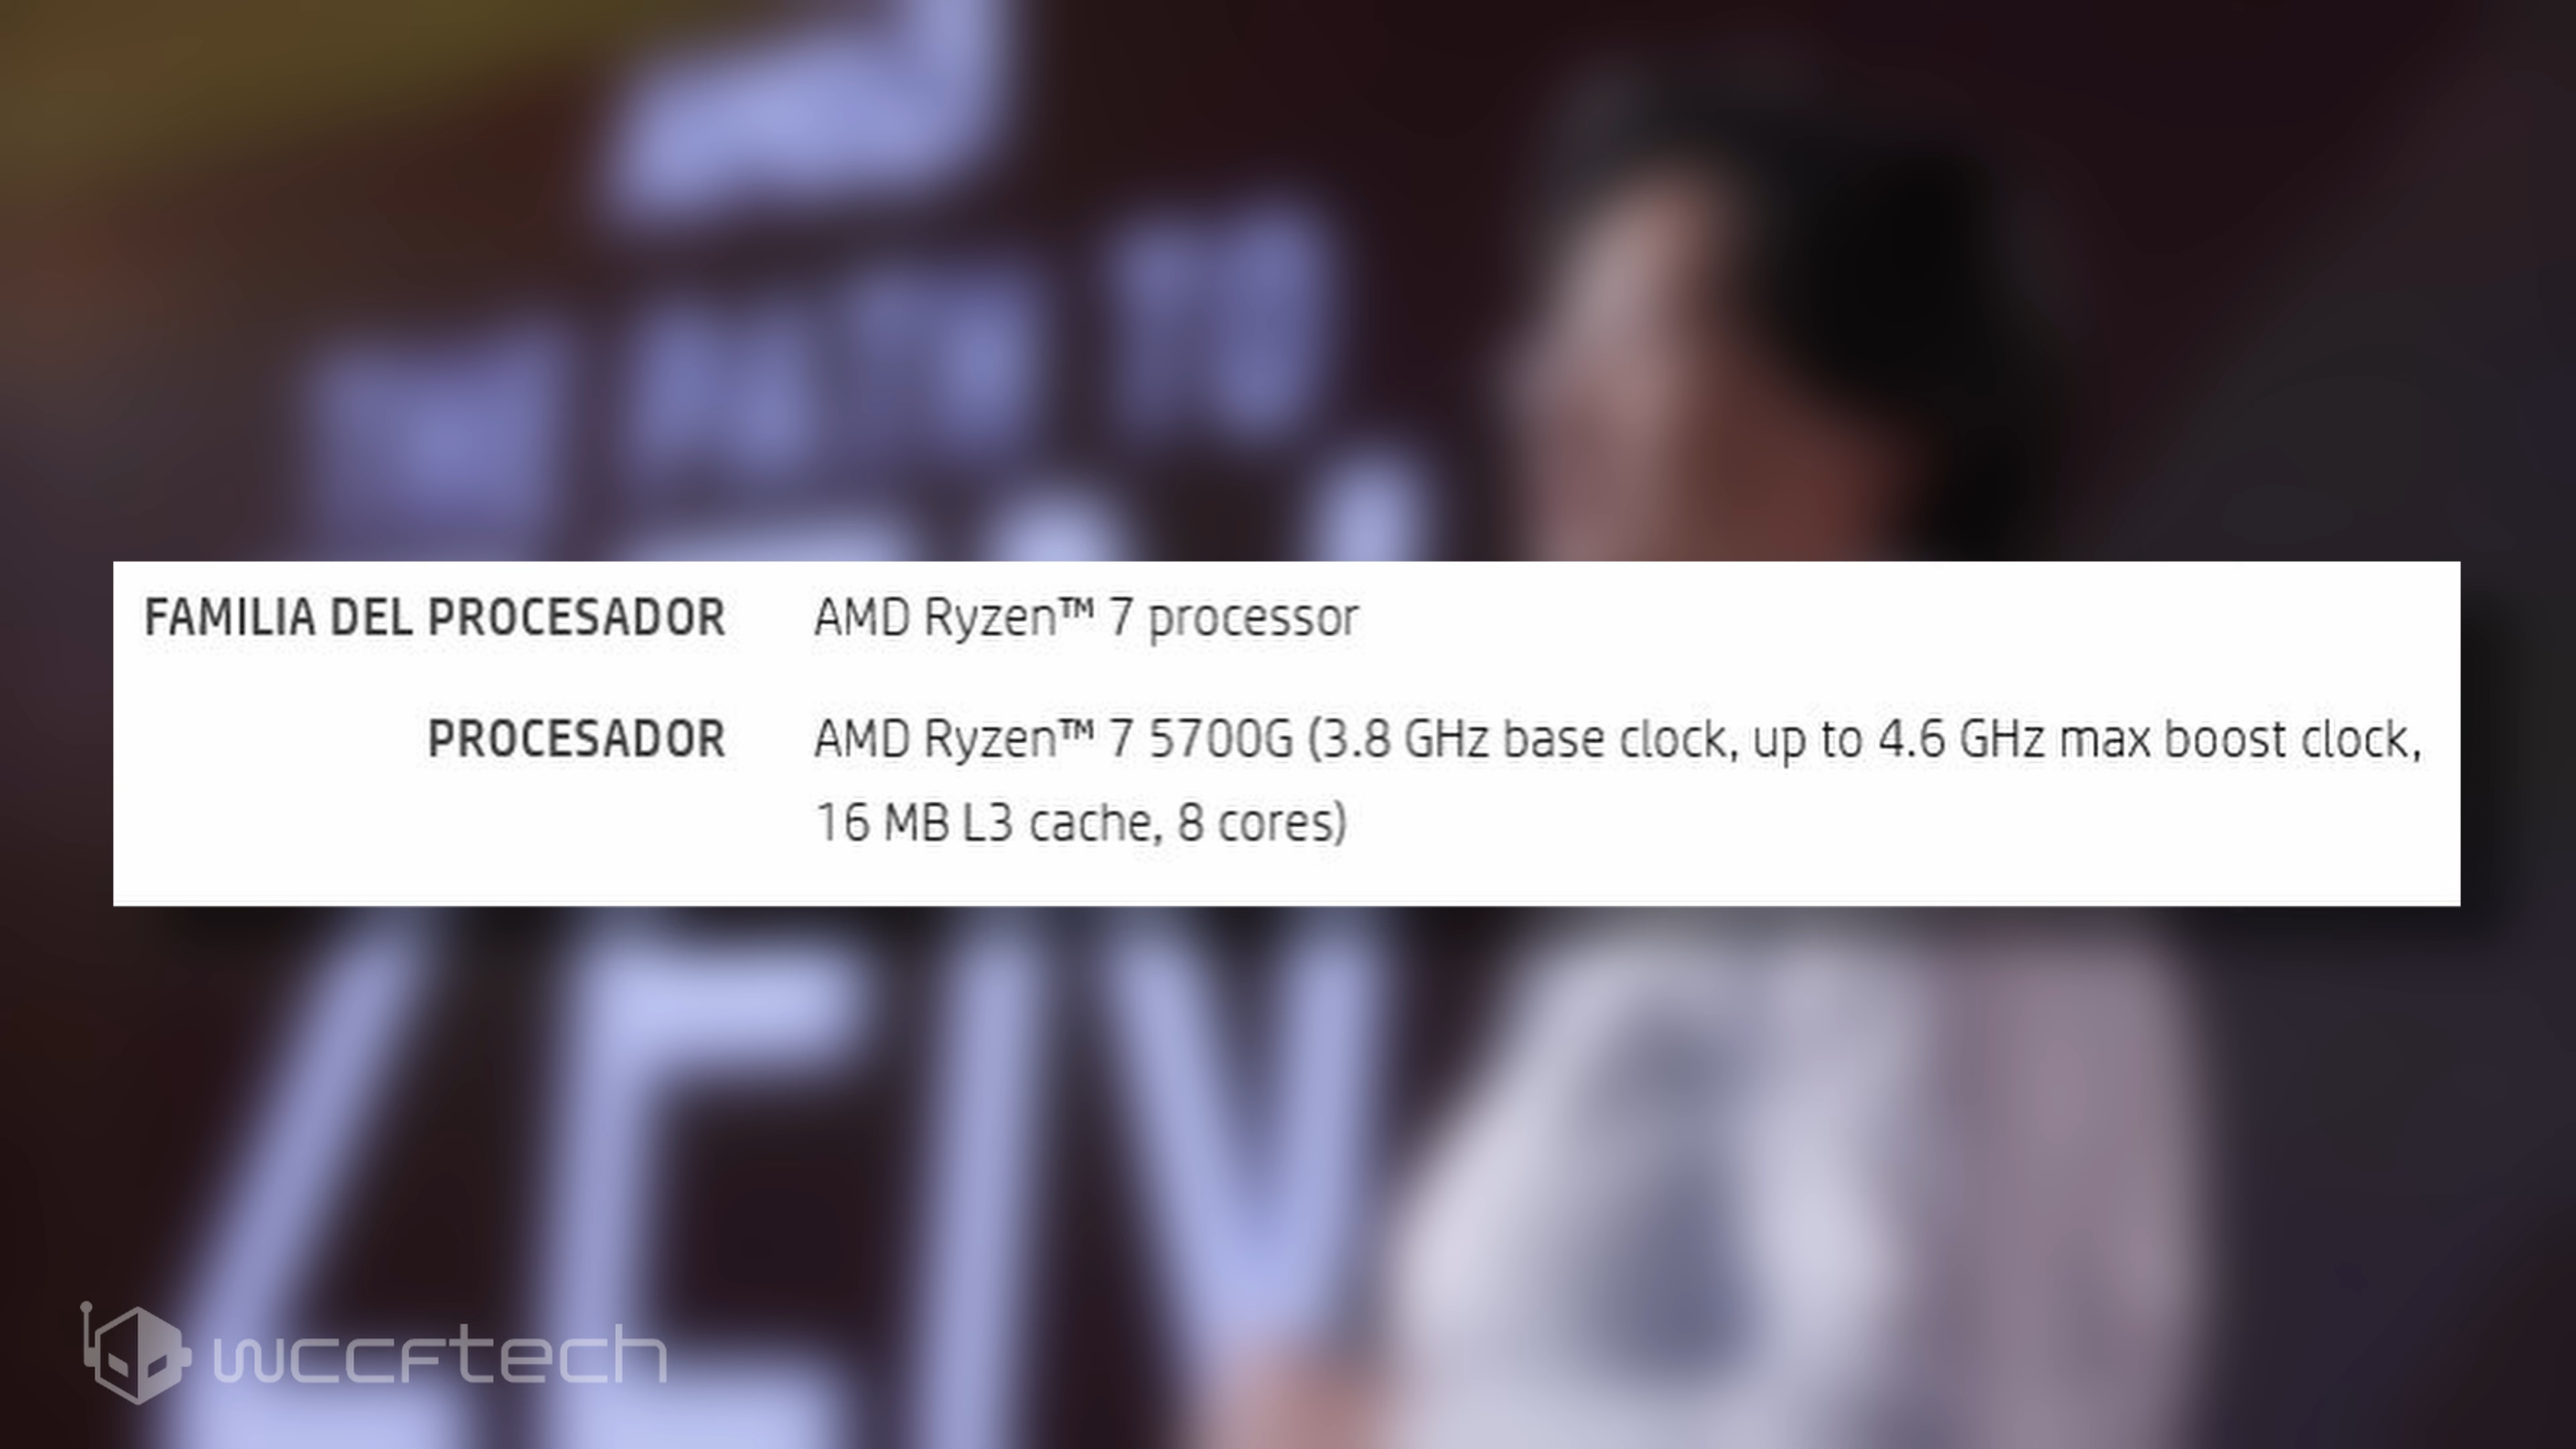 FAMILIA DEL PROCESADOR AMD Ryzen™ 7 processor
PROCESADOR AMD Ryzen™ 7 5700G (3.8 GHz base clock, up to 4.6 GHz max boost clock,
16 MB L3 cache, 8 cores)
ZEN
wccftech